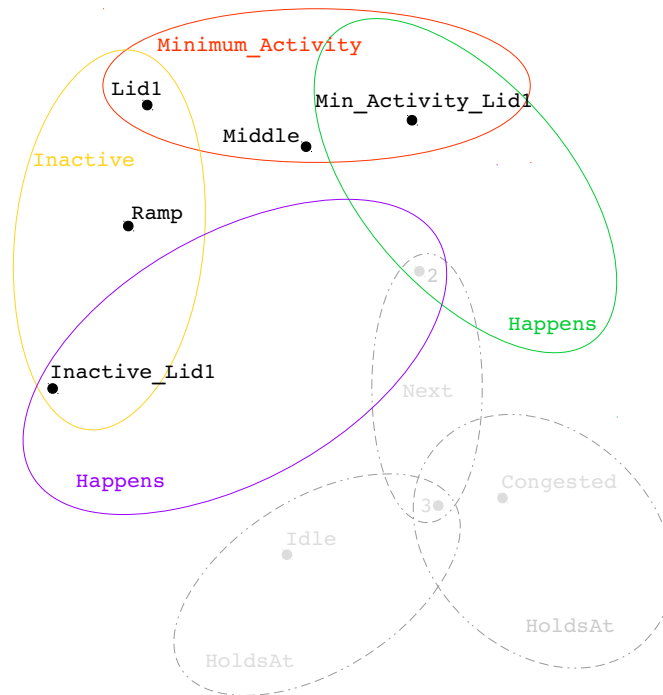 Minimum_Activity
Lid1
Min_Activity_Lid1
Middle
Inactive
Ramp
2
Happens
Inactive_Lid1
Next
Happens
Congested
3
Idle
HoldsAt
HoldsAt